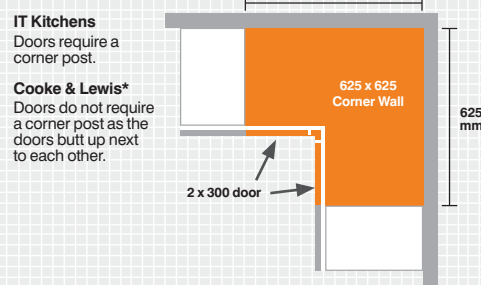 IT Kitchens
Doors require a
corner post.
Cooke & Lewis*
Doors do not require
a corner post as the
doors butt up next
to each other.
625 x 625
Corner Wall
625
mm
2 x 300 door